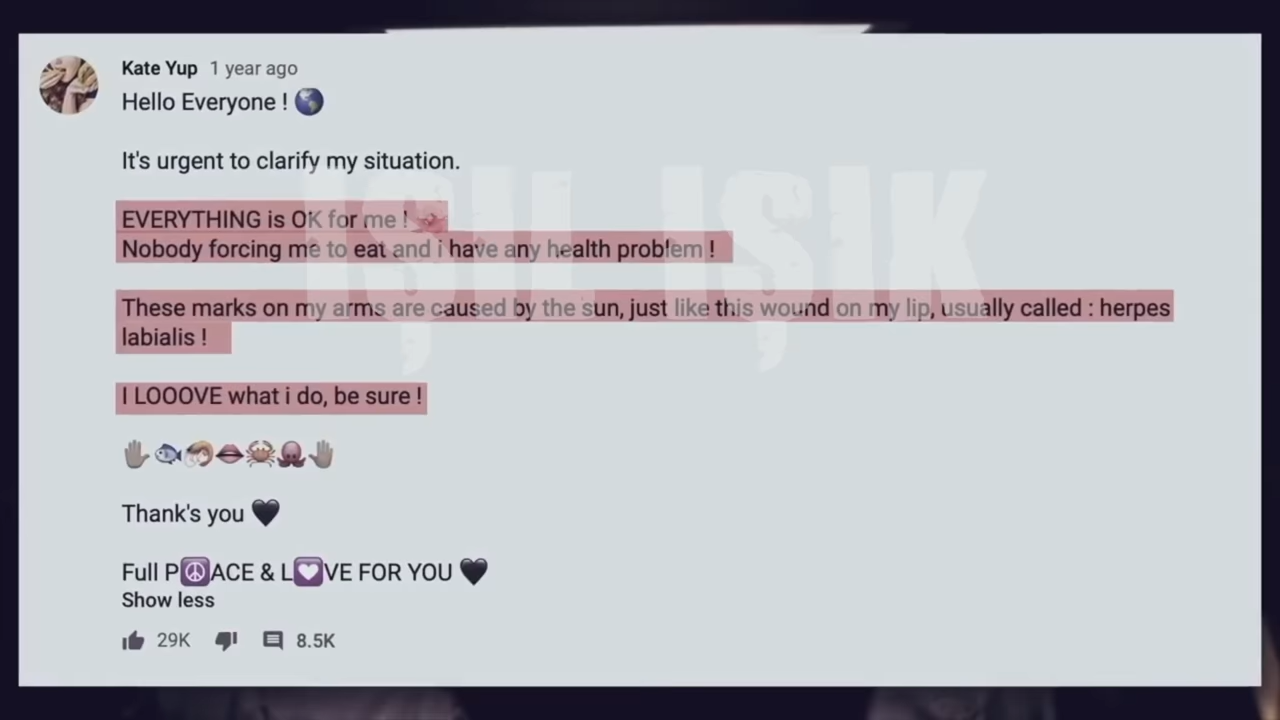 Kate Yup 1 year ago
Hello Everyone ! 🌎
It's urgent to clarify my situation.
EVERYTHING is OK for me !
Nobody forcing me to eat and i have any health problem !
These marks on my arms are caused by the sun, just like this wound on my lip, usually called : herpes
labialis !
I LOOOVE what i do, be sure !
Thank's you 🖤
Full P☮️ACE & L💟VE FOR YOU 🖤
Show less
29K 8.5K
IŞIL IŞIK